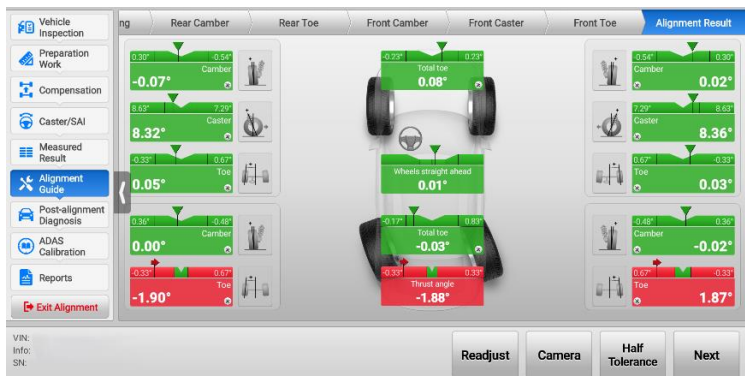 Vehicle
Inspection
Preparation
Work
Compensation
Caster/SAI
Measured
Result
Alignment
Guide
Post-alignment
Diagnosis
ADAS
Calibration
Reports
Exit Alignment
ng
Rear Camber
Rear Toe
Front Camber
Front Caster
Front Toe
Alignment Result
0.30° -0.54°
Camber
-0.07°
8.63° 7.29°
Caster
8.32°
-0.33° 0.67°
Toe
0.05°
0.36° -0.48°
Camber
0.00°
-0.33° 0.67°
Toe
-1.90°
-0.23° 0.23°
Total toe
0.08°
Wheels straight ahead
0.01°
-0.17° 0.83°
Total toe
-0.03°
-0.33° 0.33°
Thrust angle
-1.88°
-0.54° 0.30°
Camber
0.02°
7.29° 8.63°
Caster
8.36°
0.67° -0.33°
Toe
0.03°
-0.48° 0.36°
Camber
-0.02°
0.67° -0.33°
Toe
1.87°
VIN:
Info:
SN:
Readjust
Camera
Half
Tolerance
Next